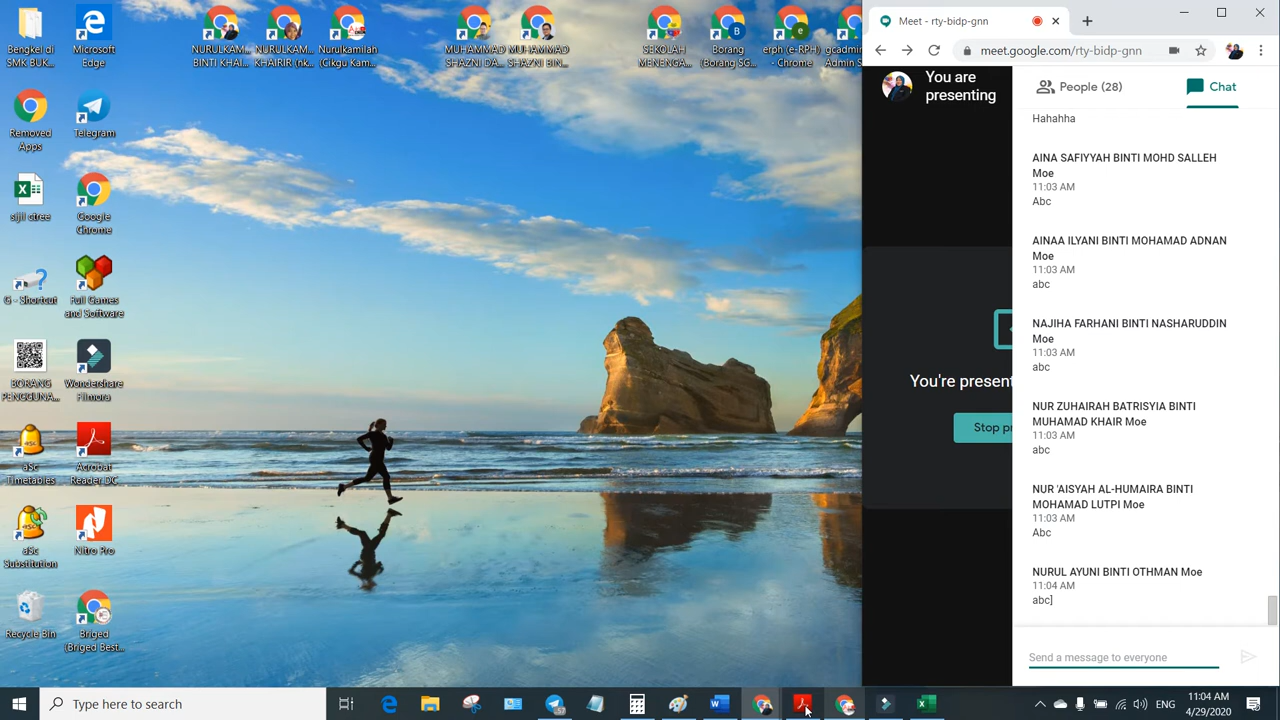 Bengkel di
SMK BUK...
Microsoft
Edge
NURULKAM...
BINTI KHAI...
NURULKAM...
KHAIRIR (nk...
Nurulkamilah
(Cikgu Kam...
MUHAMMAD
SHAZNI DA...
MUHAMMAD
SHAZNI BIN...
SEKOLAH
MENENGA...
Borang
(Borang SG...
erph (e-RPH)
- Chrome
gcadmin
Admin S
Removed
Apps
Telegram
sijil ctree
Google
Chrome
G - Shortcut
Full Games
and Software
BORANG
PENGGUNA...
Wondershare
Filmora
aSc
Timetables
Acrobat
Reader DC
aSc
Substitution
Nitro Pro
Recycle Bin
Briged
(Briged Best...
Meet - rty-bidp-gnn
meet.google.com/rty-bidp-gnn
You are
presenting
You're present
Stop pr
People (28)
Chat
Hahahha
AINA SAFIYYAH BINTI MOHD SALLEH
Moe
11:03 AM
Abc
AINAA ILYANI BINTI MOHAMAD ADNAN
Moe
11:03 AM
abc
NAJIHA FARHANI BINTI NASHARUDDIN
Moe
11:03 AM
abc
NUR ZUHAIRAH BATRISYIA BINTI
MUHAMAD KHAIR Moe
11:03 AM
abc
NUR 'AISYAH AL-HUMAIRA BINTI
MOHAMAD LUTPI Moe
11:03 AM
Abc
NURUL AYUNI BINTI OTHMAN Moe
11:04 AM
abc]
Send a message to everyone
Type here to search
ENG
11:04 AM
4/29/2020